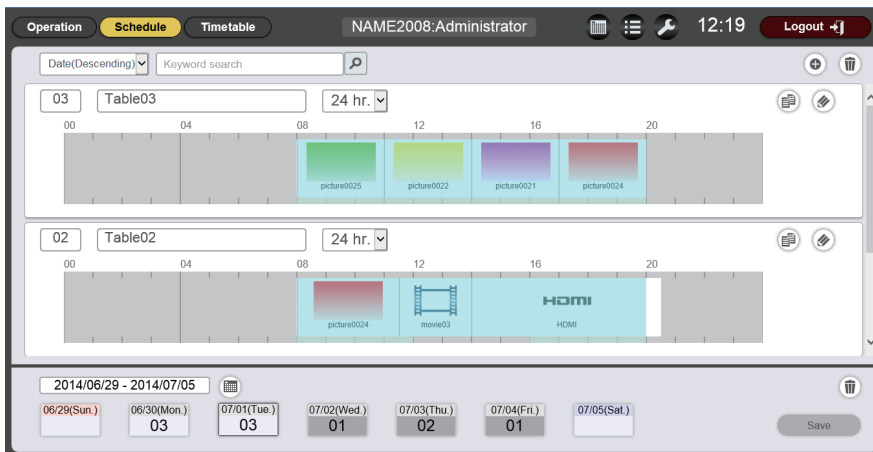 Operation Schedule Timetable NAME2008:Administrator 12:19 Logout
Date(Descending) Keyword search
03 Table03 24 hr.
00 04 08 12 16 20
picture0025 picture0022 picture0021 picture0024
02 Table02 24 hr.
00 04 08 12 16 20
HDMI
picture0024 movie03 HDMI
2014/06/29 - 2014/07/05
06/29(Sun.) 06/30(Mon.) 07/01(Tue.) 07/02(Wed.) 07/03(Thu.) 07/04(Fri.) 07/05(Sat.)
03 03 01 02 01 Save